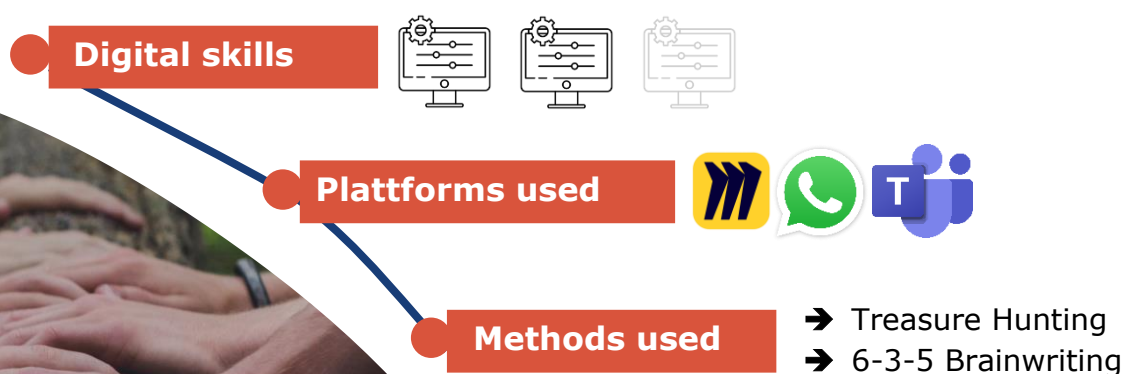 Digital skills
Plattforms used
T
Methods used
➔ Treasure Hunting
➔ 6-3-5 Brainwriting